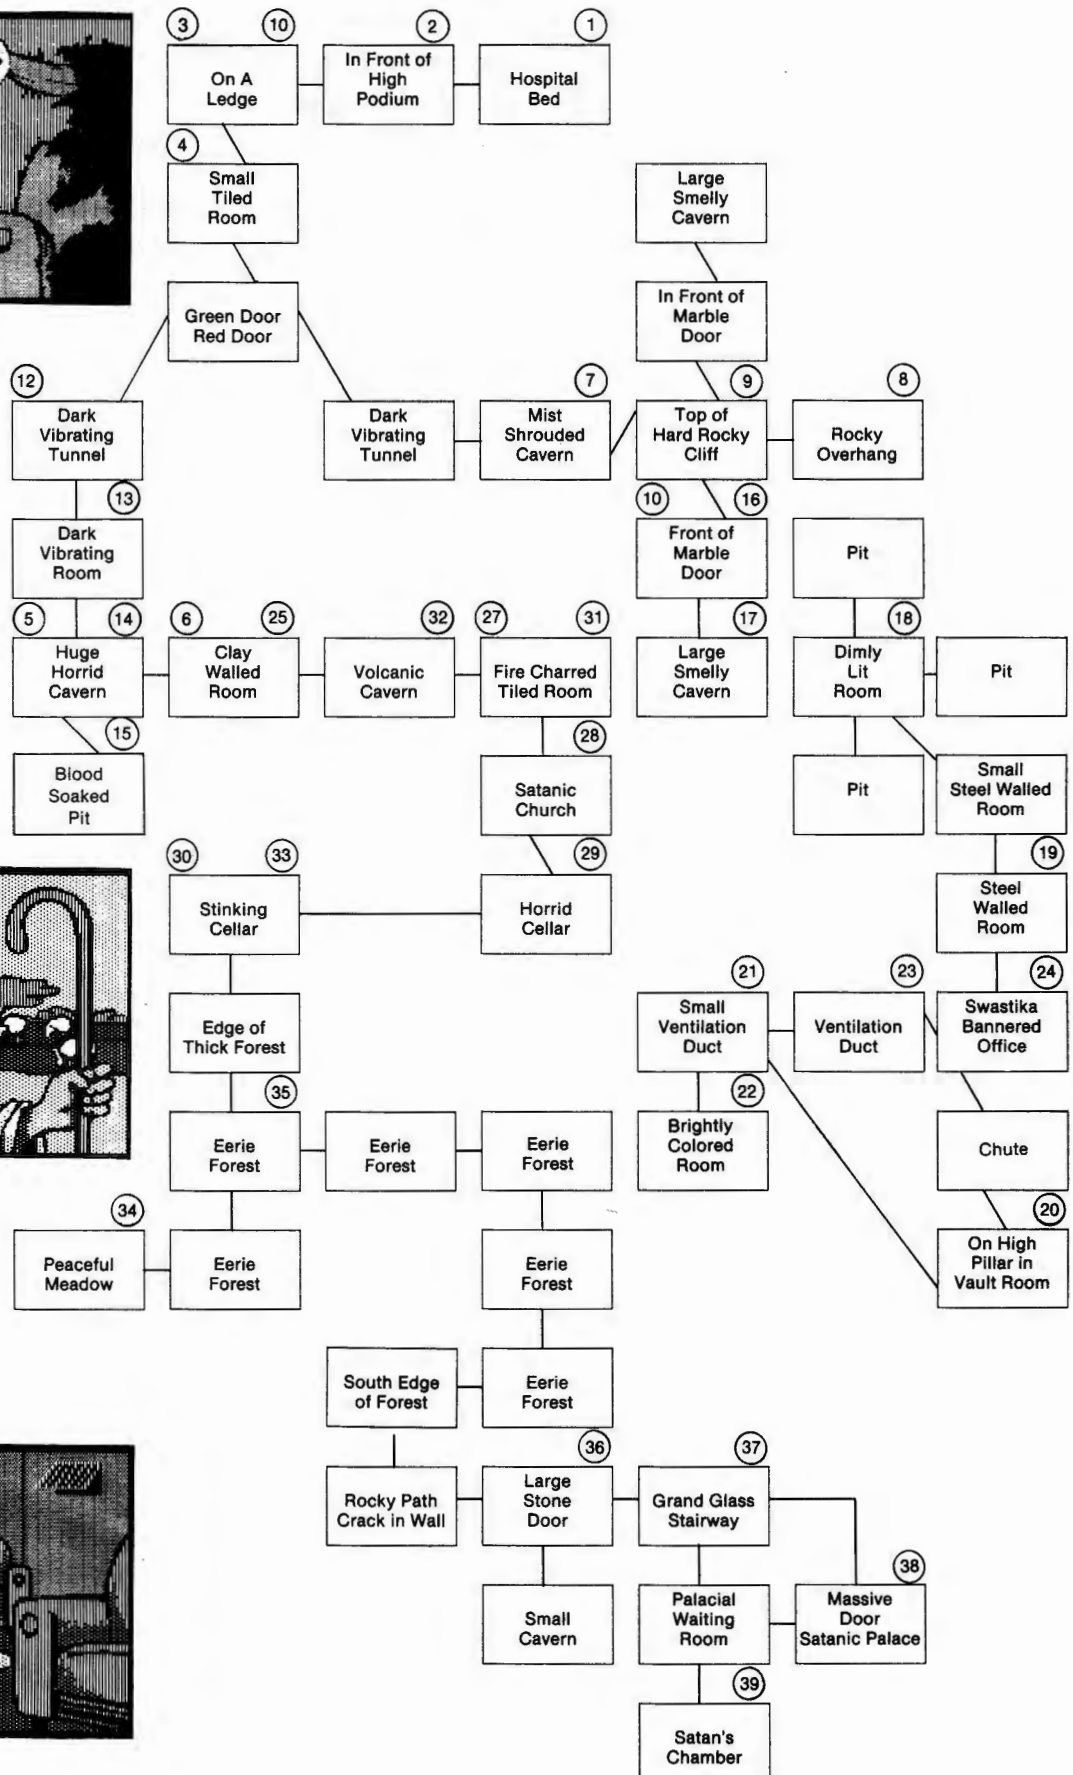 3
10
2
1
On A
Ledge
In Front of
High
Podium
Hospital
Bed
4
Small
Tiled
Room
Large
Smelly
Cavern
Green Door
Red Door
In Front of
Marble
Door
12
7
9
8
Dark
Vibrating
Tunnel
Dark
Vibrating
Tunnel
Mist
Shrouded
Cavern
Top of
Hard Rocky
Cliff
Rocky
Overhang
13
10
16
Dark
Vibrating
Room
Front of
Marble
Door
Pit
5
14
6
25
32
27
31
17
18
Huge
Horrid
Cavern
Clay
Walled
Room
Volcanic
Cavern
Fire Charred
Tiled Room
Large
Smelly
Cavern
Dimly
Lit
Room
Pit
15
28
Blood
Soaked
Pit
Satanic
Church
Pit
Small
Steel Walled
Room
30
33
29
19
Stinking
Cellar
Horrid
Cellar
Steel
Walled
Room
21
23
24
Edge of
Thick Forest
Small
Ventilation
Duct
Ventilation
Duct
Swastika
Bannered
Office
35
22
Eerie
Forest
Eerie
Forest
Eerie
Forest
Brightly
Colored
Room
Chute
34
20
Peaceful
Meadow
Eerie
Forest
Eerie
Forest
On High
Pillar in
Vault Room
South Edge
of Forest
Eerie
Forest
36
37
Rocky Path
Crack in Wall
Large
Stone
Door
Grand Glass
Stairway
38
Small
Cavern
Palacial
Waiting
Room
Massive
Door
Satanic Palace
39
Satan's
Chamber